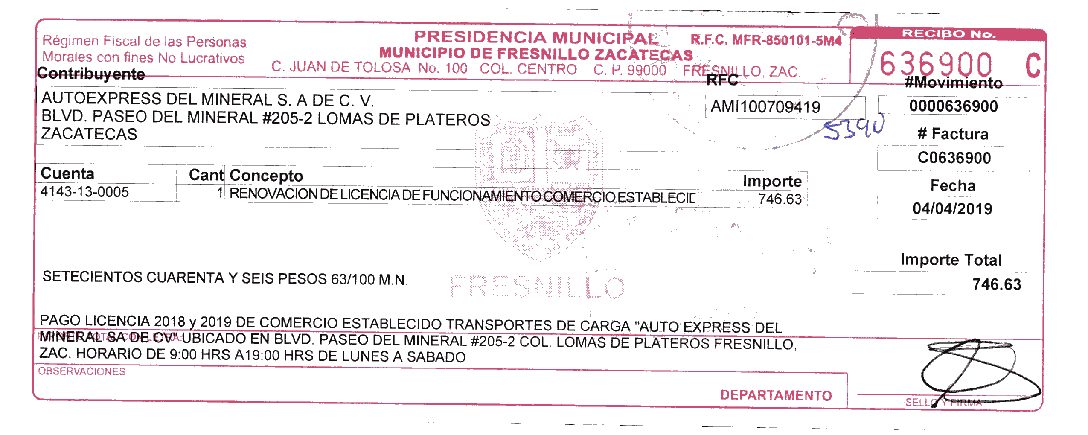 Régimen Fiscal de las Personas
Morales con fines No Lucrativos
PRESIDENCIA MUNICIPAL R.F.C. MFR-850101-5M4
MUNICIPIO DE FRESNILLO ZACATECAS
C. JUAN DE TOLOSA No. 100 COL. CENTRO C. P. 99000 FRESNILLO, ZAC.
RECIBO No.
636900 C
Contribuyente
AUTOEXPRESS DEL MINERAL S. A DE C. V.
BLVD. PASEO DEL MINERAL #205-2 LOMAS DE PLATEROS
ZACATECAS
RFC
AMI100709419
5390
#Movimiento
0000636900
# Factura
C0636900
Fecha
04/04/2019
Cuenta Cant Concepto Importe
4143-13-0005 1 RENOVACION DE LICENCIA DE FUNCIONAMIENTO COMERCIO ESTABLECIE 746.63
Importe Total
746.63
SETECIENTOS CUARENTA Y SEIS PESOS 63/100 M.N.
FRESNILLO
PAGO LICENCIA 2018 y 2019 DE COMERCIO ESTABLECIDO TRANSPORTES DE CARGA "AUTO EXPRESS DEL
MINERAL SA DE CV" UBICADO EN BLVD. PASEO DEL MINERAL #205-2 COL. LOMAS DE PLATEROS FRESNILLO,
ZAC. HORARIO DE 9:00 HRS A19:00 HRS DE LUNES A SABADO
OBSERVACIONES
DEPARTAMENTO
SELLO Y FIRMA